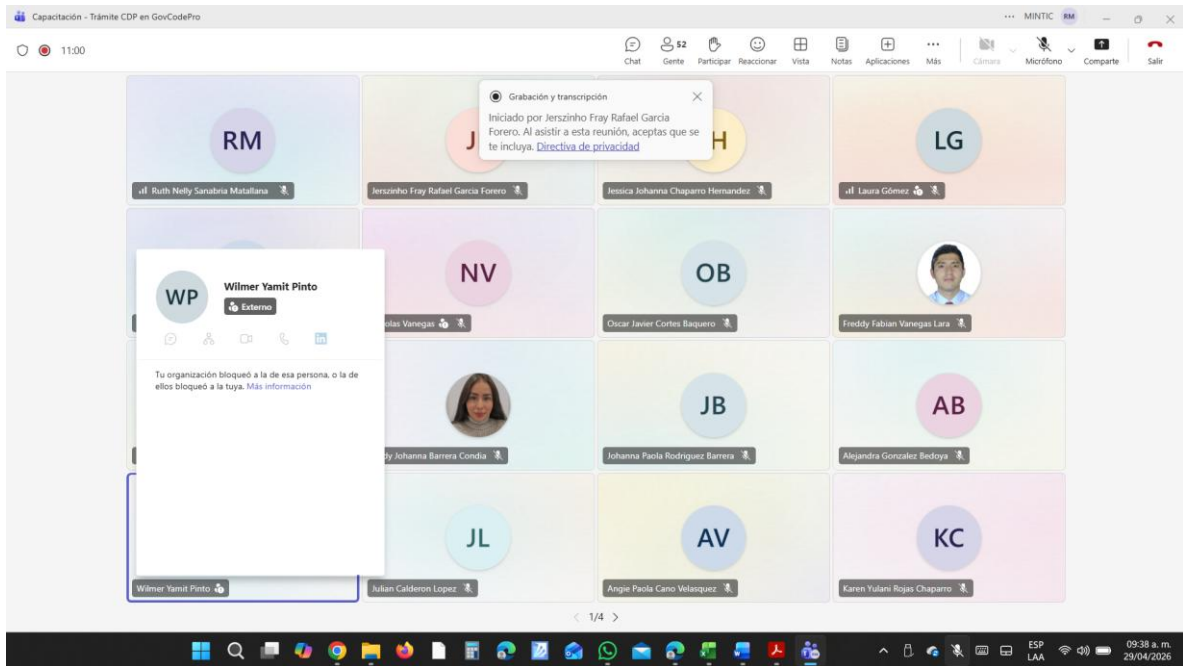 Capacitación - Trámite CDP en GovCodePro
MINTIC RM
11:00
Chat
52
Gente
Participar
Reaccionar
Vista
Notas
Aplicaciones
Más
Cámara
Micrófono
Comparte
Salir
Grabación y transcripción
Iniciado por Jerszinho Fray Rafael Garcia
Forero. Al asistir a esta reunión, aceptas que se
te incluya. Directiva de privacidad
RM
J
H
LG
Ruth Nelly Sanabria Matallana
Jerszinho Fray Rafael Garcia Forero
Jessica Johanna Chaparro Hernandez
Laura Gómez
WP
Wilmer Yamit Pinto
Externo
Tu organización bloqueó a la de esa persona, o la de
ellos bloqueó a la tuya. Más información
NV
OB
olas Vanegas
Oscar Javier Cortes Baquero
Freddy Fabian Vanegas Lara
JB
AB
dy Johanna Barrera Condia
Johanna Paola Rodriguez Barrera
Alejandra Gonzalez Bedoya
JL
AV
KC
Wilmer Yamit Pinto
Julian Calderon Lopez
Angie Paola Cano Velasquez
Karen Yulani Rojas Chaparro
1/4
ESP
LAA
09:38 a. m.
29/04/2026